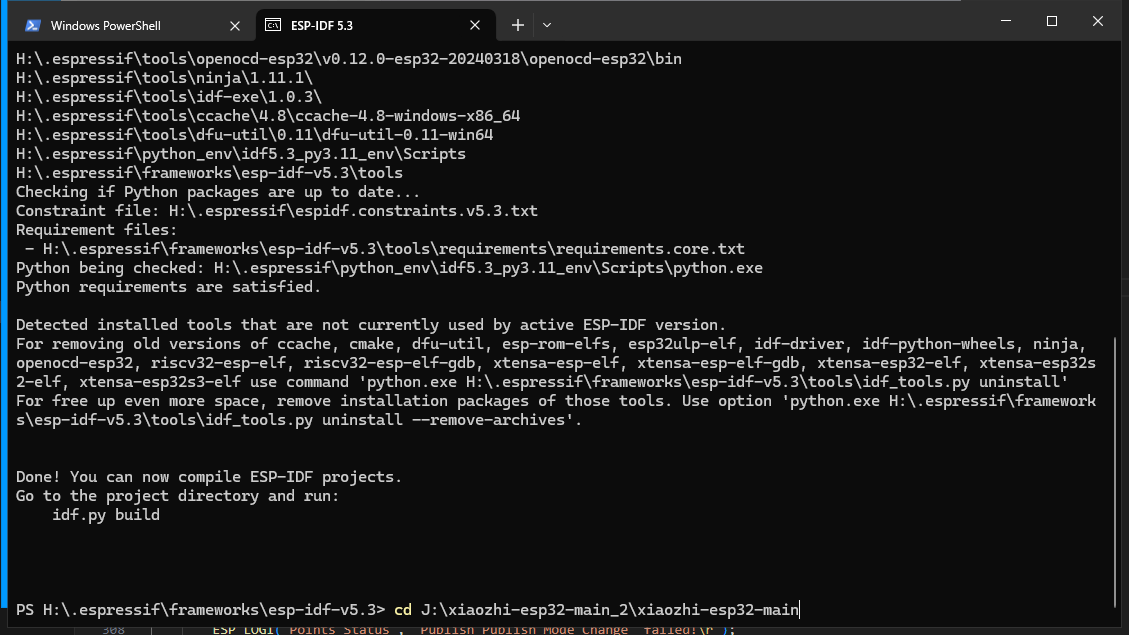 Windows PowerShell
ESP-IDF 5.3
H:\.espressif\tools\openocd-esp32\v0.12.0-esp32-20240318\openocd-esp32\bin
H:\.espressif\tools\ninja\1.11.1\
H:\.espressif\tools\idf-exe\1.0.3\
H:\.espressif\tools\ccache\4.8\ccache-4.8-windows-x86_64
H:\.espressif\tools\dfu-util\0.11\dfu-util-0.11-win64
H:\.espressif\python_env\idf5.3_py3.11_env\Scripts
H:\.espressif\frameworks\esp-idf-v5.3\tools
Checking if Python packages are up to date...
Constraint file: H:\.espressif\espidf.constraints.v5.3.txt
Requirement files:
 - H:\.espressif\frameworks\esp-idf-v5.3\tools\requirements\requirements.core.txt
Python being checked: H:\.espressif\python_env\idf5.3_py3.11_env\Scripts\python.exe
Python requirements are satisfied.
Detected installed tools that are not currently used by active ESP-IDF version.
For removing old versions of ccache, cmake, dfu-util, esp-rom-elfs, esp32ulp-elf, idf-driver, idf-python-wheels, ninja,
openocd-esp32, riscv32-esp-elf, riscv32-esp-elf-gdb, xtensa-esp-elf, xtensa-esp-elf-gdb, xtensa-esp32-elf, xtensa-esp32s
2-elf, xtensa-esp32s3-elf use command 'python.exe H:\.espressif\frameworks\esp-idf-v5.3\tools\idf_tools.py uninstall'
For free up even more space, remove installation packages of those tools. Use option 'python.exe H:\.espressif\framework
s\esp-idf-v5.3\tools\idf_tools.py uninstall --remove-archives'.
Done! You can now compile ESP-IDF projects.
Go to the project directory and run:
    idf.py build
PS H:\.espressif\frameworks\esp-idf-v5.3> cd J:\xiaozhi-esp32-main_2\xiaozhi-esp32-main
308 ESP_LOGI("Points Status", "Publish Publish Mode Change  failed!\r");